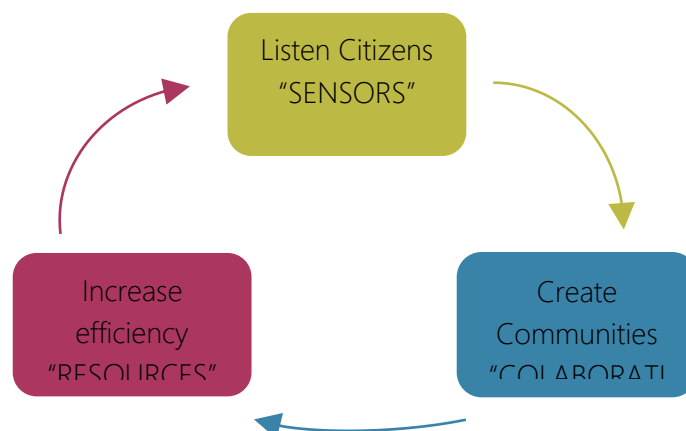 Listen Citizens
“SENSORS”
Increase
efficiency
“RESOURCES”
Create
Communities
“COLABORATI